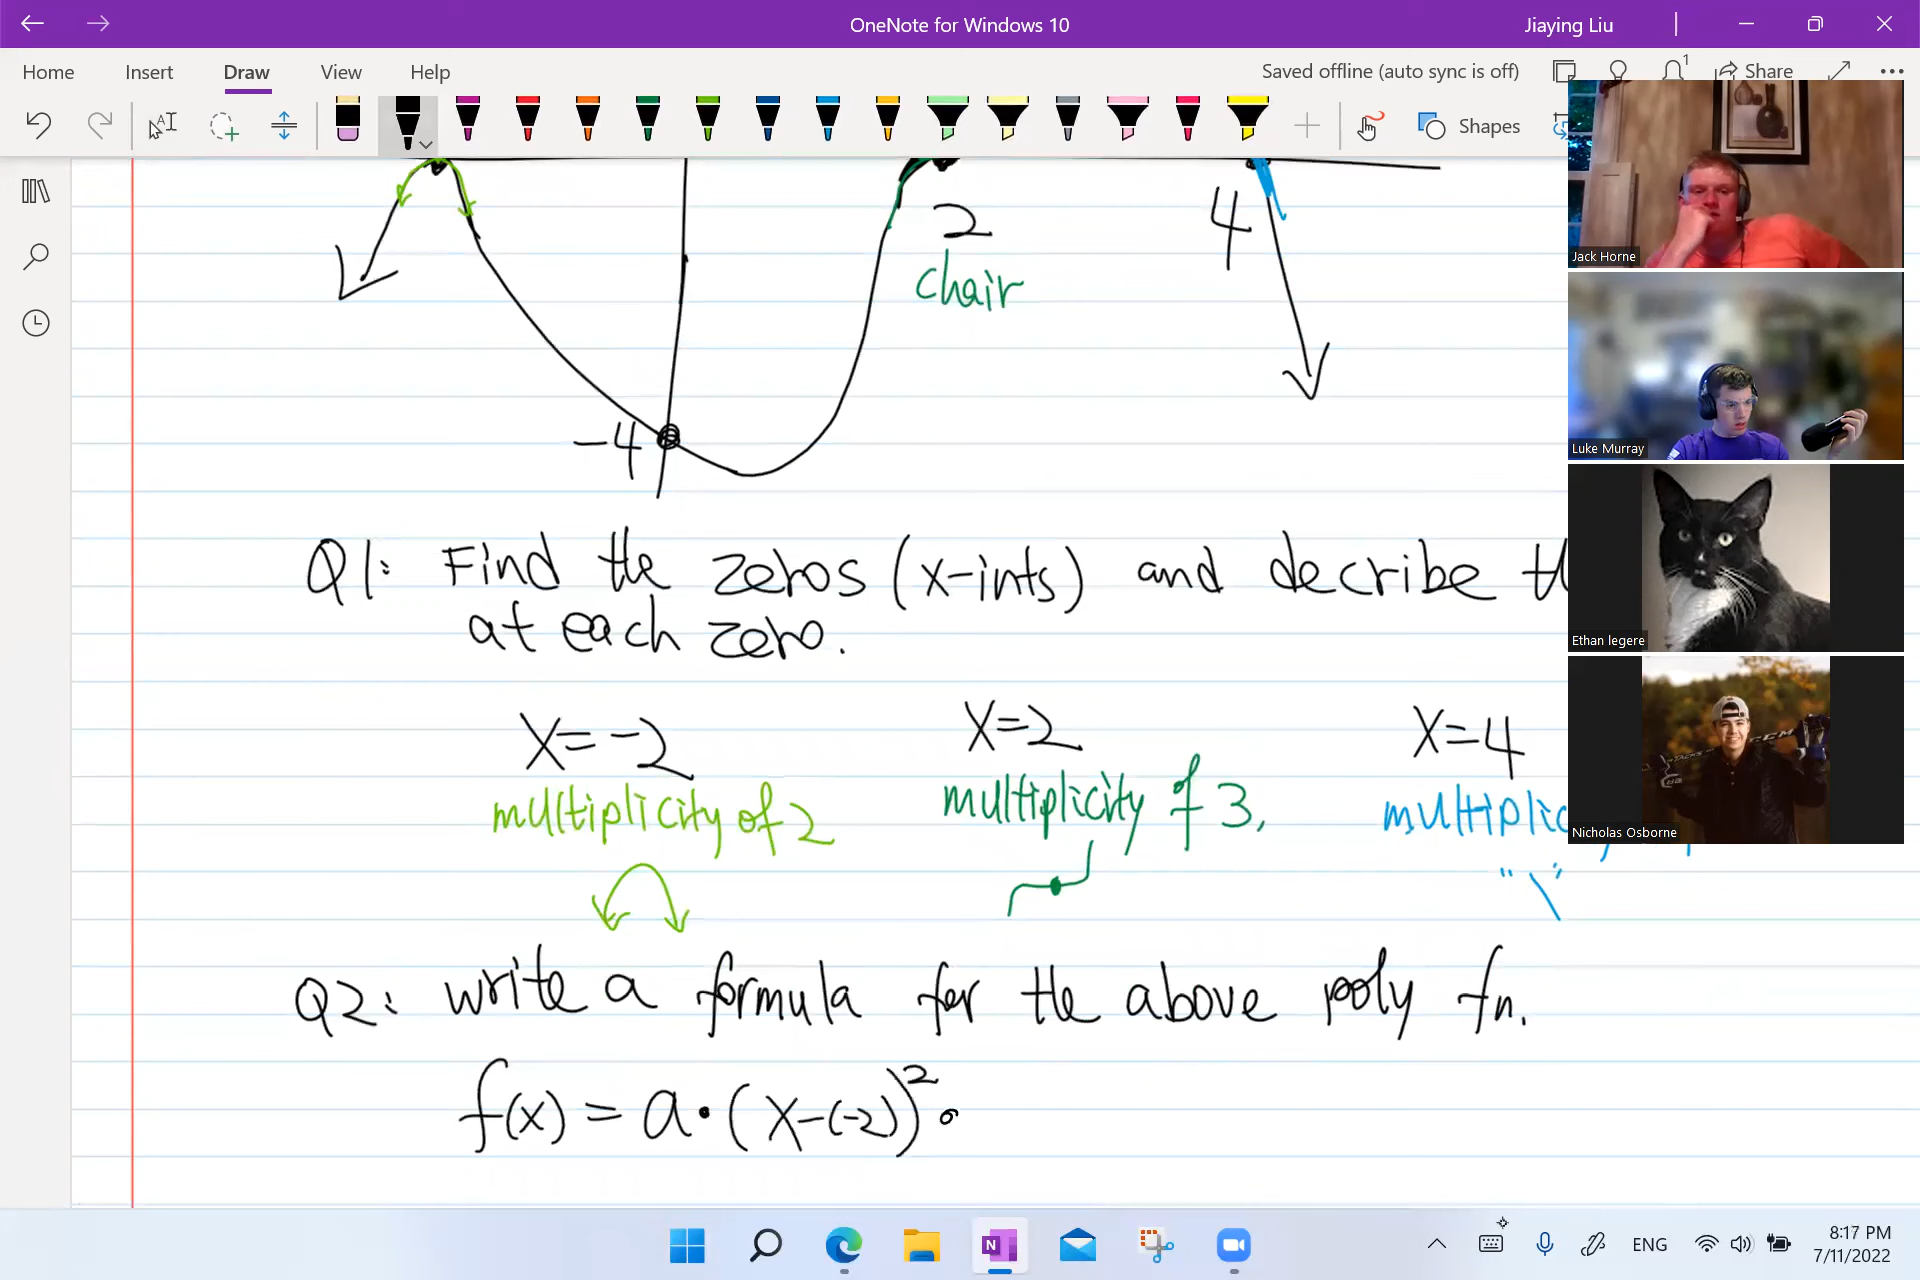 OneNote for Windows 10
Jiaying Liu
Home Insert Draw View Help
Saved offline (auto sync is off)
1
Share
Shapes
Jack Horne
Luke Murray
Ethan legere
Nicholas Osborne
2
4
chair
-4
Q1: Find the zeros (x-ints) and decribe
at each zero.
X=-2
X=2
X=4
multiplicity of 2
multiplicity of 3,
multiplic
"\"
Q2: write a formula for the above poly fn.
f(x) = a·(x-(-2))²·
ENG
8:17 PM
7/11/2022